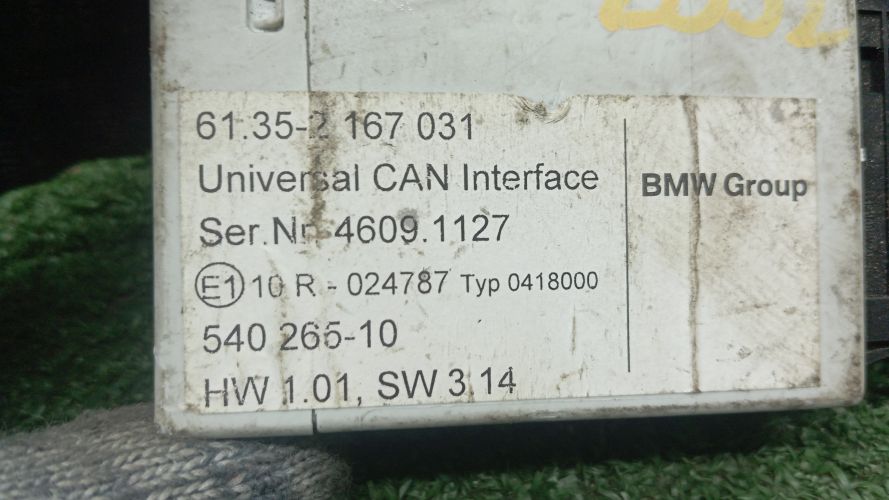 61.35-2 167 031
Universal CAN Interface
BMW Group
Ser.Nr. 4609.1127
E1 10 R - 024787 Typ 0418000
540 265-10
HW 1.01, SW 3.14